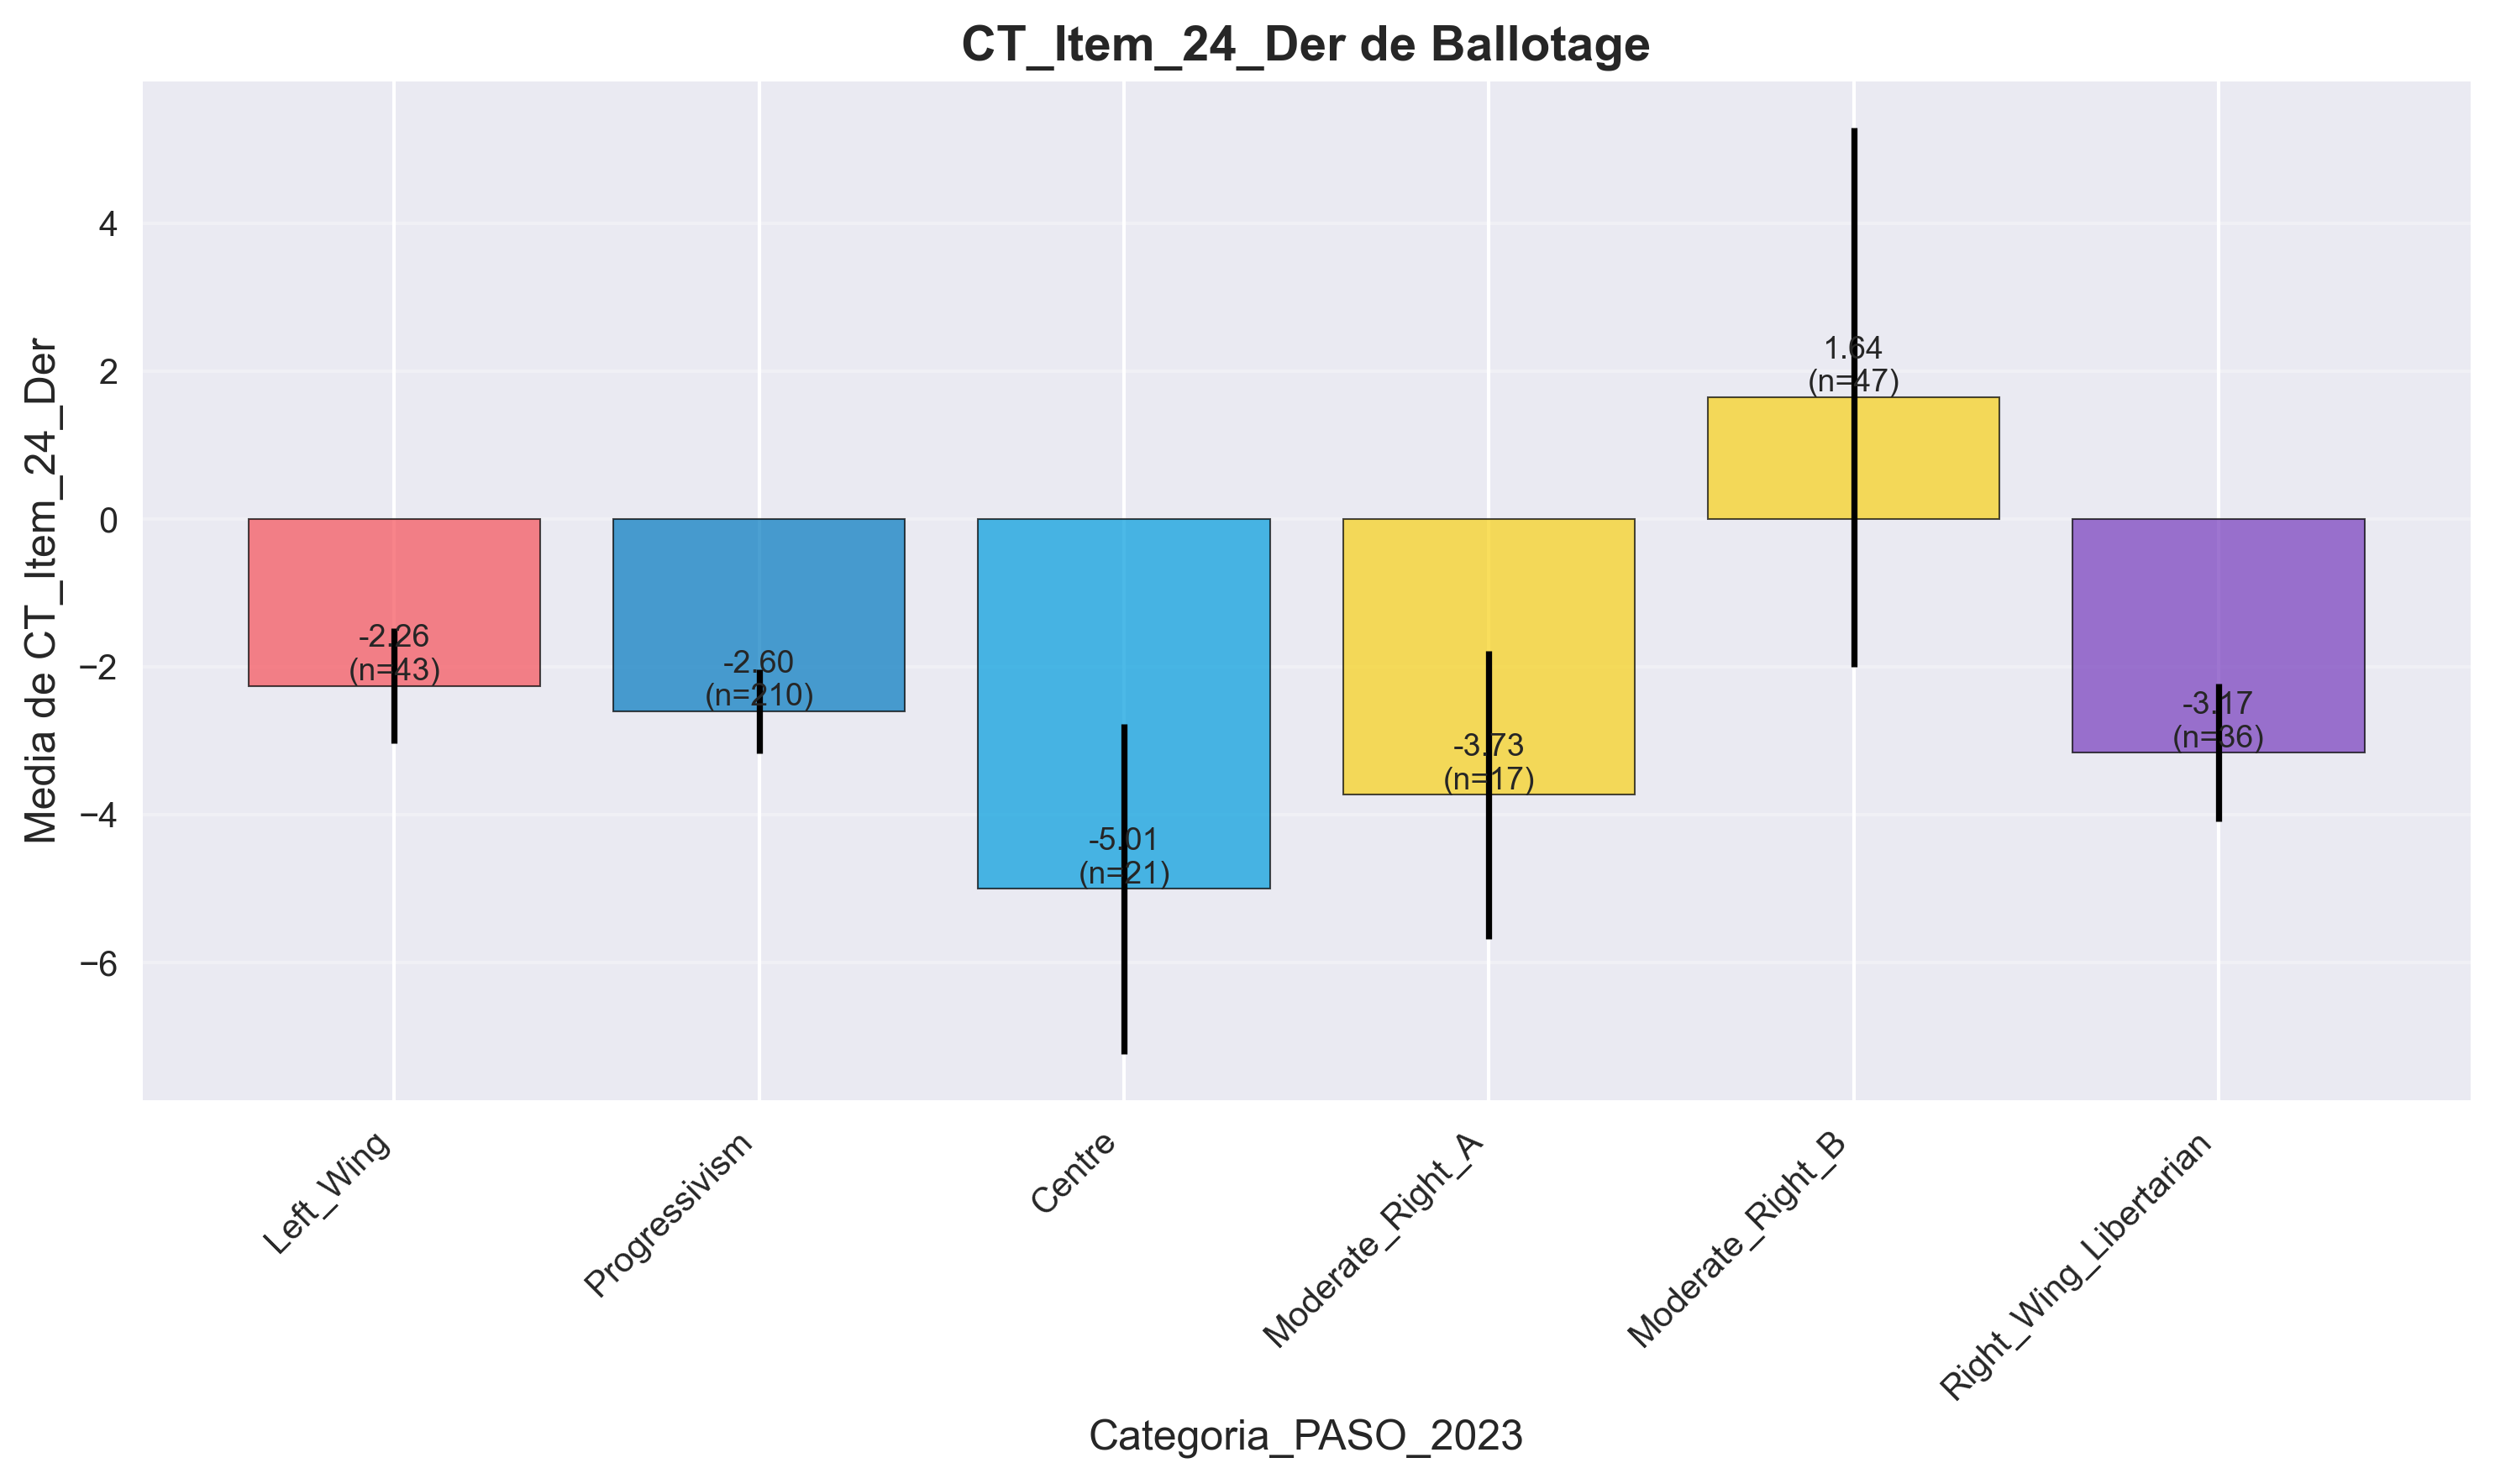 CT_Item_24_Der de Ballotage
Media de CT_Item_24_Der
4
2
0
−2
−4
−6
-2.26
(n=43)
-2.60
(n=210)
-5.01
(n=21)
-3.73
(n=17)
1.64
(n=47)
-3.17
(n=36)
Left_Wing
Progressivism
Centre
Moderate_Right_A
Moderate_Right_B
Right_Wing_Libertarian
Categoria_PASO_2023